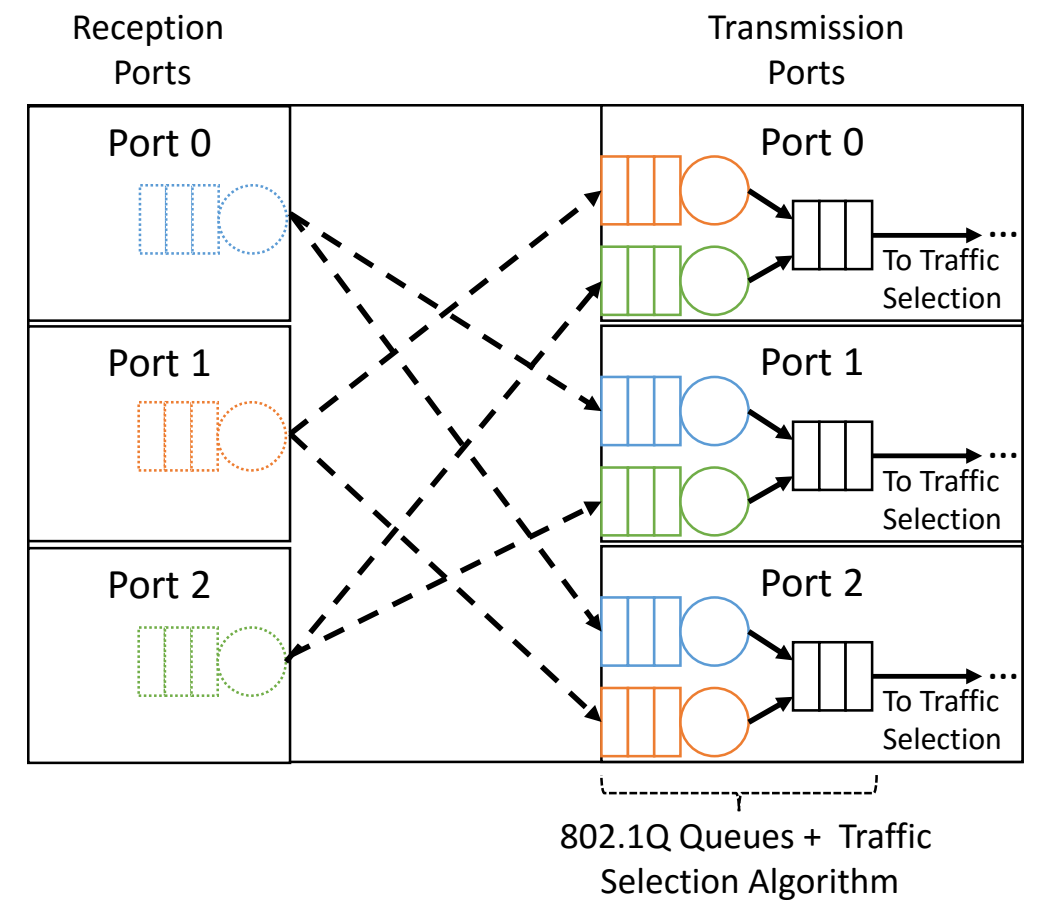 Reception
Ports
Transmission
Ports
Port 0
Port 0
To Traffic
Selection
...
Port 1
Port 1
To Traffic
Selection
...
Port 2
Port 2
To Traffic
Selection
...
802.1Q Queues + Traffic
Selection Algorithm